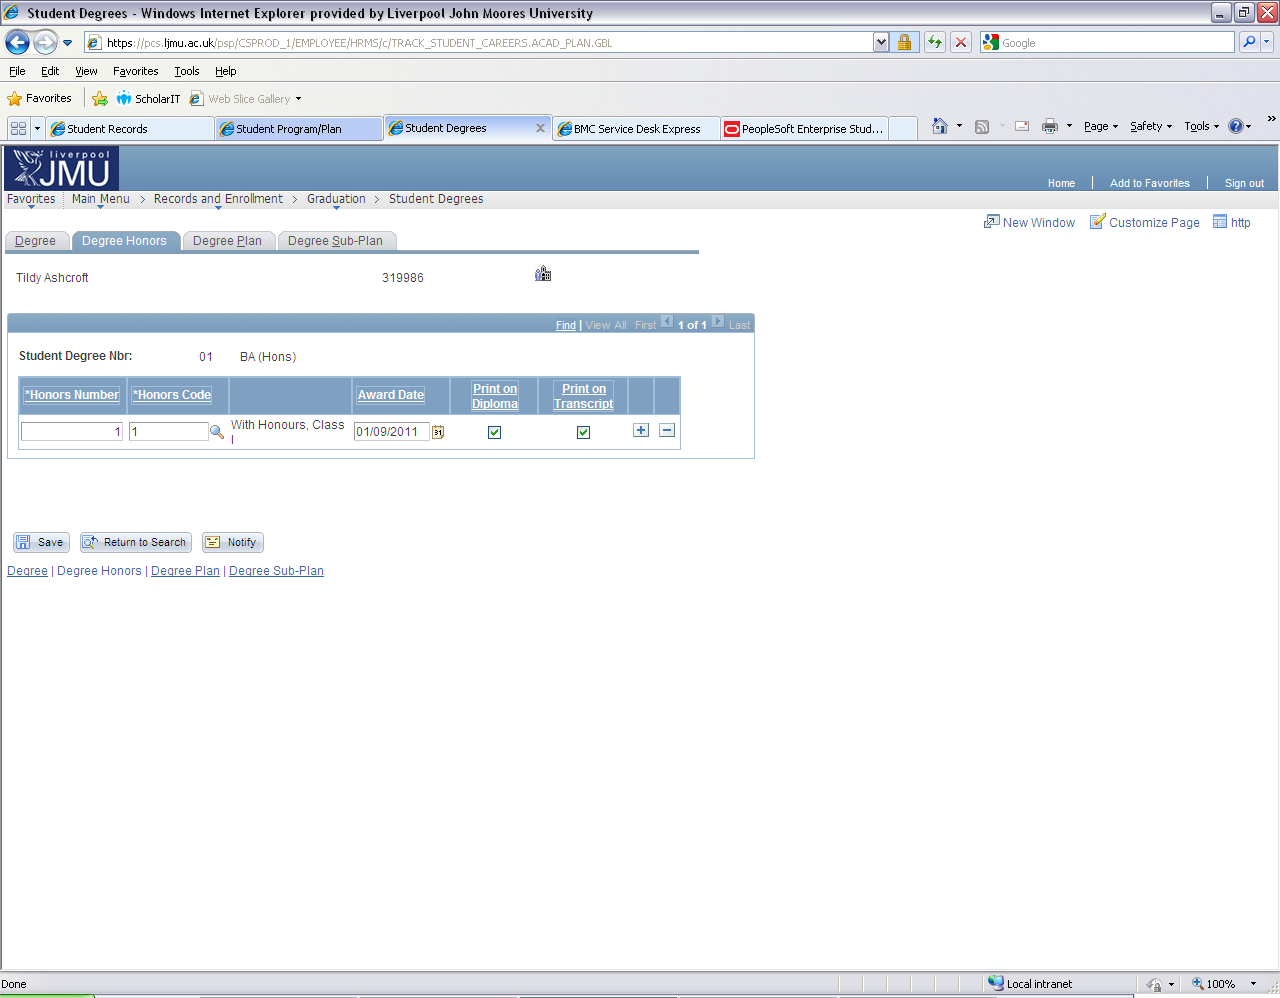 Student Degrees - Windows Internet Explorer provided by Liverpool John Moores University
https://pcs.ljmu.ac.uk/psp/CSPROD_1/EMPLOYEE/HRMS/c/TRACK_STUDENT_CAREERS.ACAD_PLAN.GBL
Google
File Edit View Favorites Tools Help
Favorites ScholarIT Web Slice Gallery
Student Records Student Program/Plan Student Degrees BMC Service Desk Express PeopleSoft Enterprise Stud... Page Safety Tools »
liverpool
JMU
Home Add to Favorites Sign out
Favorites Main Menu > Records and Enrollment > Graduation > Student Degrees
New Window Customize Page http
Degree Degree Honors Degree Plan Degree Sub-Plan
Tildy Ashcroft 319986
Find | View All First 1 of 1 Last
Student Degree Nbr: 01 BA (Hons)
*Honors Number *Honors Code Award Date Print on Diploma Print on Transcript
1 1 With Honours, Class I 01/09/2011 31
Save Return to Search Notify
Degree | Degree Honors | Degree Plan | Degree Sub-Plan
Done Local intranet 100%